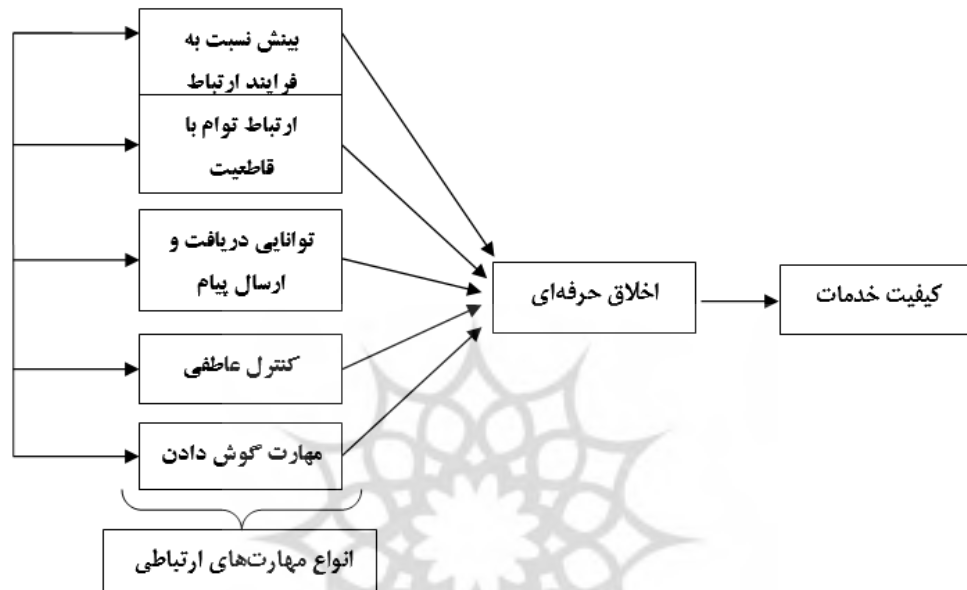 بینش نسبت به
فرایند ارتباط
ارتباط توام با
قاطعیت
توانایی دریافت و
ارسال پیام
کنترل عاطفی
مهارت گوش دادن
انواع مهارت‌های ارتباطی
اخلاق حرفه‌ای
کیفیت خدمات